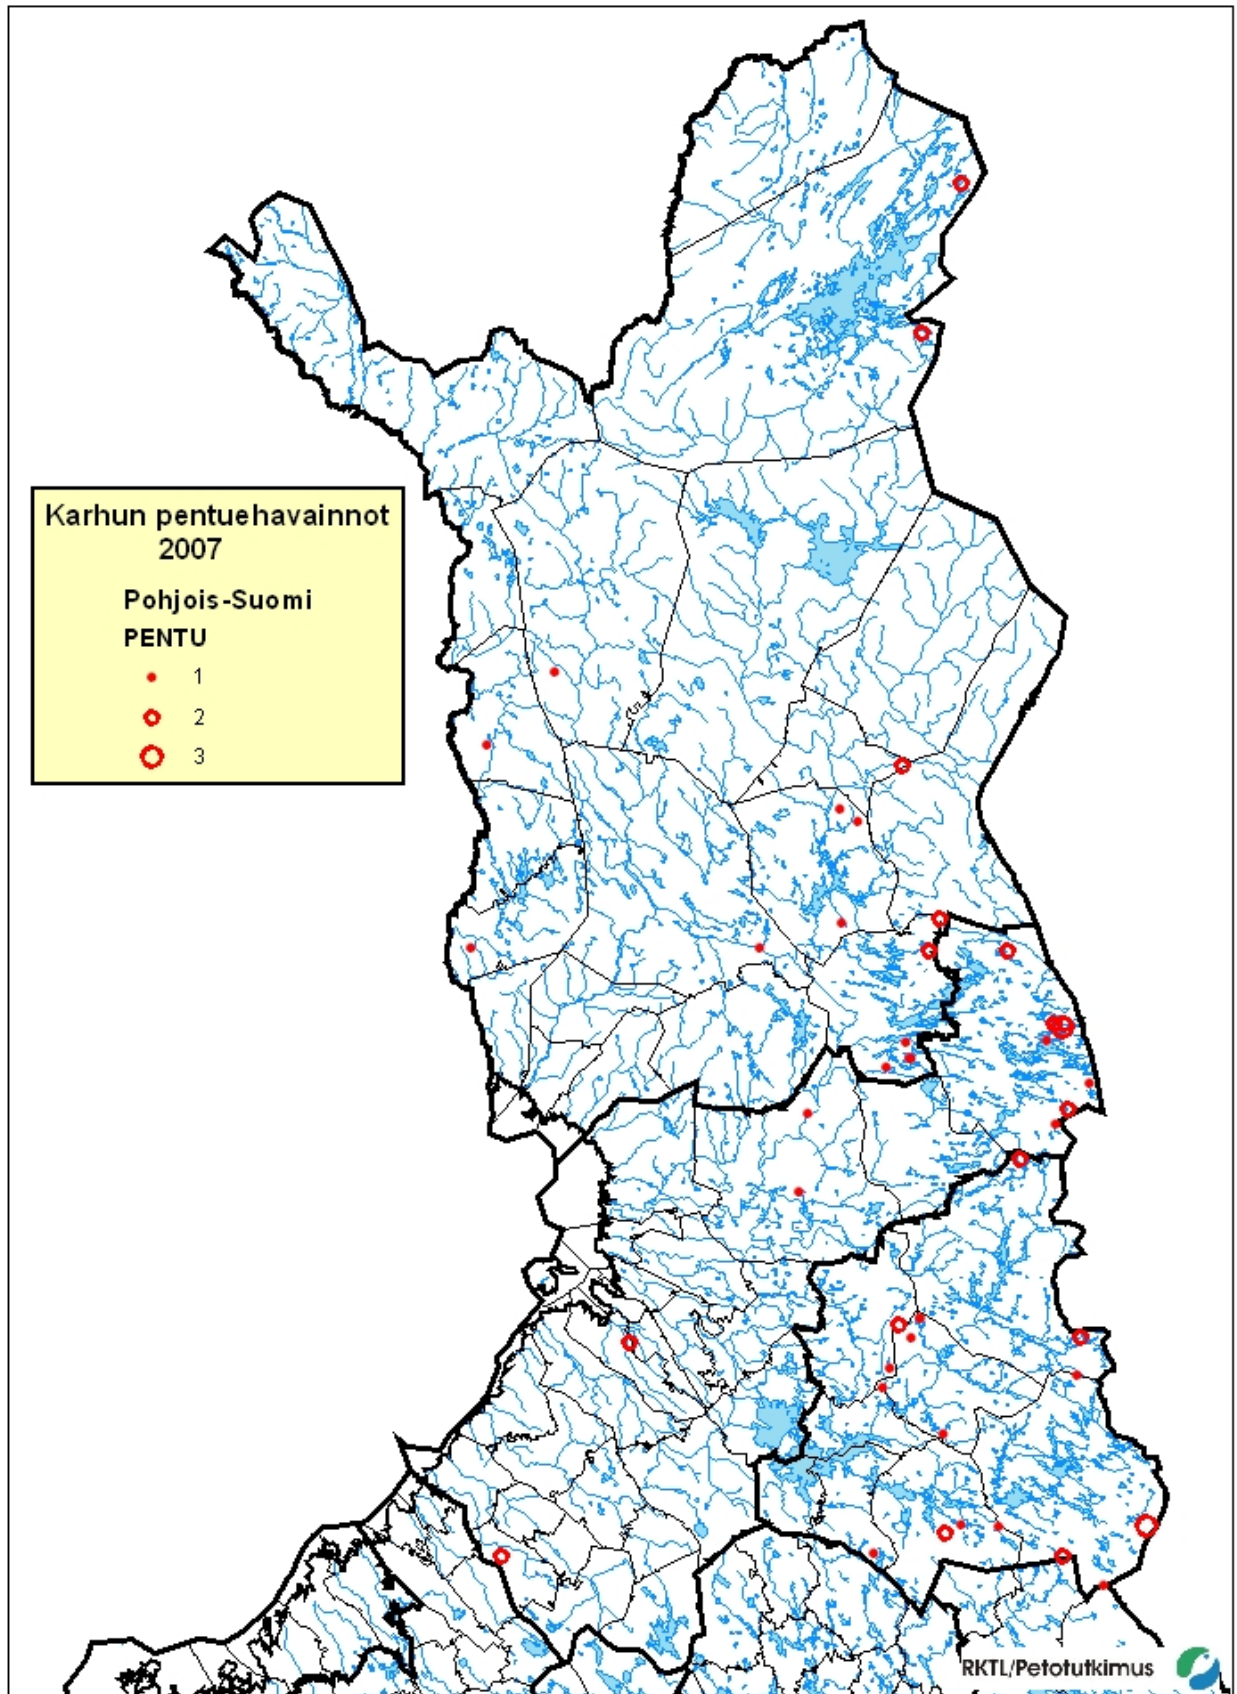 Karhun pentuehavainnot
2007
Pohjois-Suomi
PENTU
1
2
3
RKTL/Petotutkimus